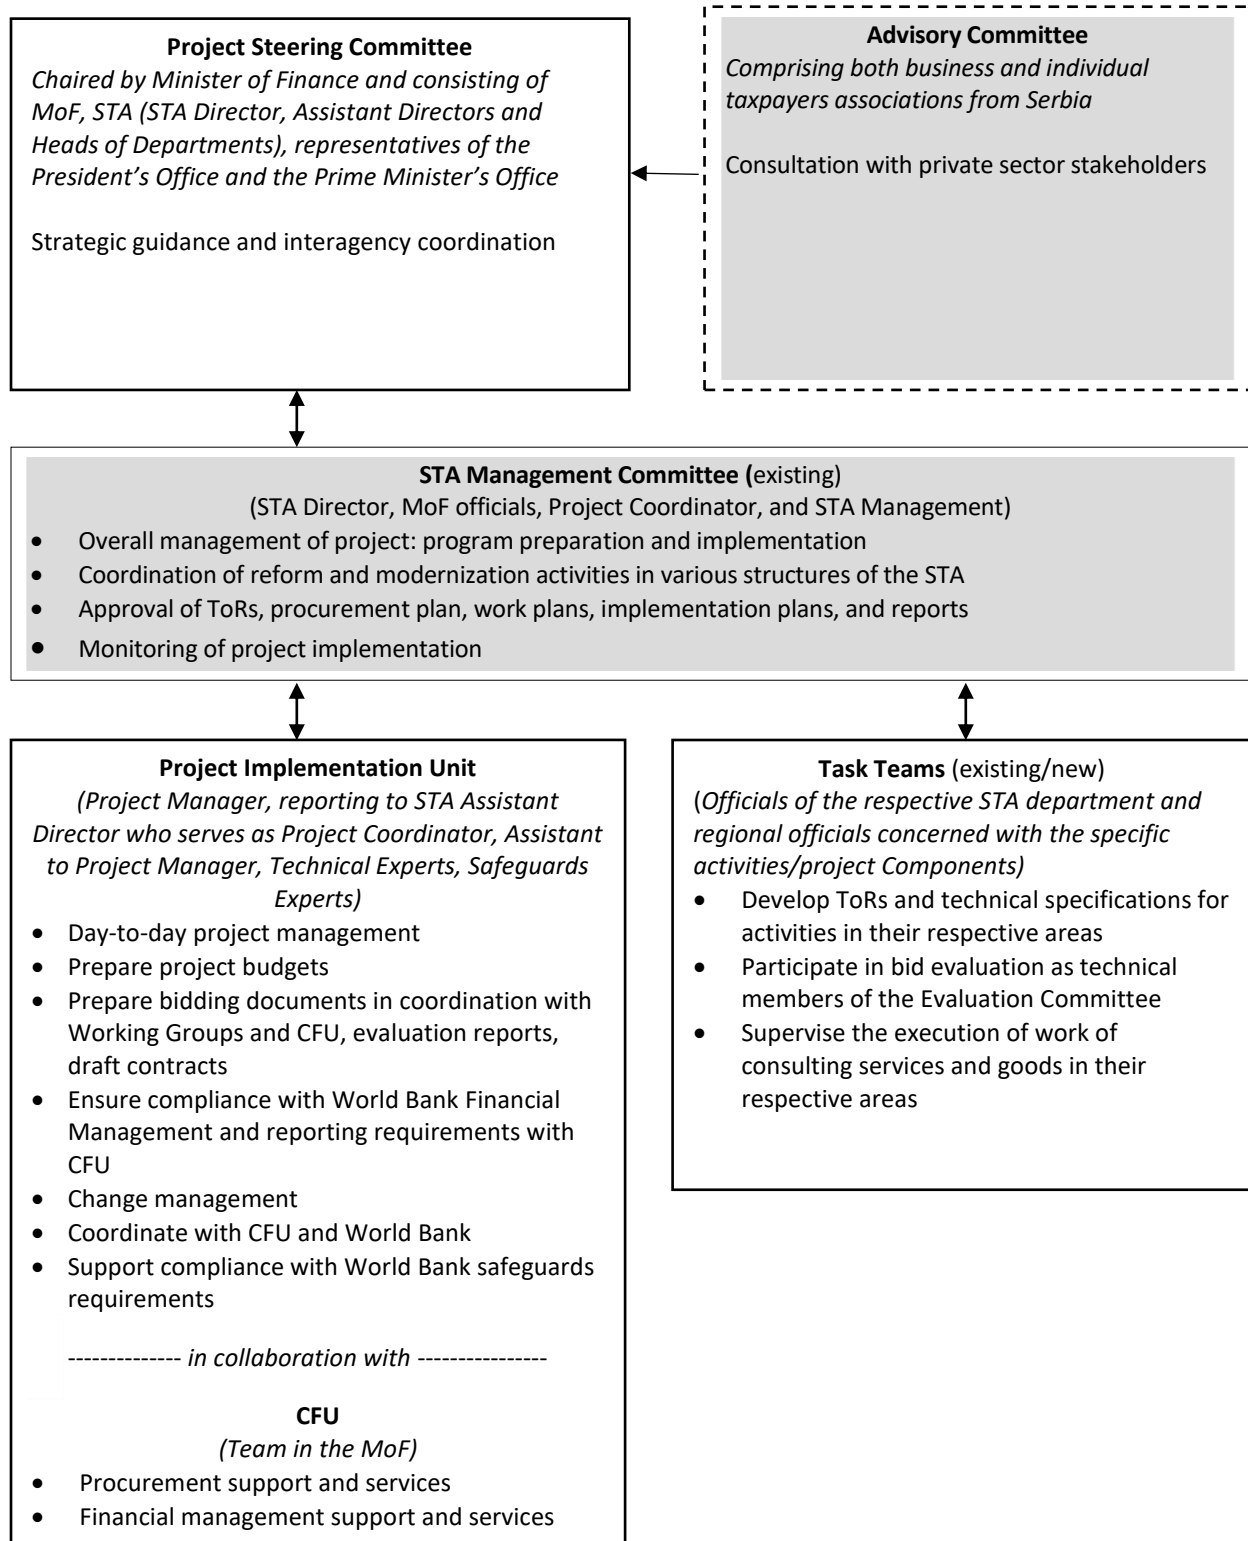 Project Steering Committee
Chaired by Minister of Finance and consisting of
MoF, STA (STA Director, Assistant Directors and
Heads of Departments), representatives of the
President’s Office and the Prime Minister’s Office
Strategic guidance and interagency coordination
Advisory Committee
Comprising both business and individual
taxpayers associations from Serbia
Consultation with private sector stakeholders
STA Management Committee (existing)
(STA Director, MoF officials, Project Coordinator, and STA Management)
• Overall management of project: program preparation and implementation
• Coordination of reform and modernization activities in various structures of the STA
• Approval of ToRs, procurement plan, work plans, implementation plans, and reports
• Monitoring of project implementation
Project Implementation Unit
(Project Manager, reporting to STA Assistant
Director who serves as Project Coordinator, Assistant
to Project Manager, Technical Experts, Safeguards
Experts)
• Day-to-day project management
• Prepare project budgets
• Prepare bidding documents in coordination with
Working Groups and CFU, evaluation reports,
draft contracts
• Ensure compliance with World Bank Financial
Management and reporting requirements with
CFU
• Change management
• Coordinate with CFU and World Bank
• Support compliance with World Bank safeguards
requirements
-------------- in collaboration with ----------------
CFU
(Team in the MoF)
• Procurement support and services
• Financial management support and services
Task Teams (existing/new)
(Officials of the respective STA department and
regional officials concerned with the specific
activities/project Components)
• Develop ToRs and technical specifications for
activities in their respective areas
• Participate in bid evaluation as technical
members of the Evaluation Committee
• Supervise the execution of work of
consulting services and goods in their
respective areas